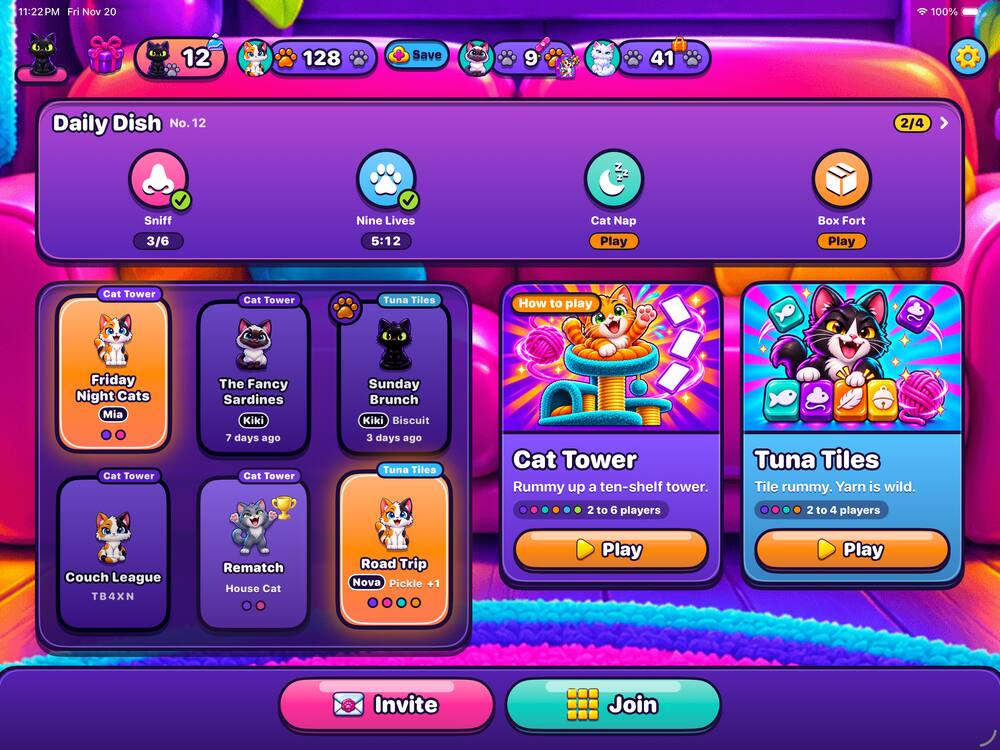 11:22 PM Fri Nov 20
100%
12
128
Save
9
41
Daily Dish No. 12
2/4
Sniff
3/6
Nine Lives
5:12
Cat Nap
Play
Box Fort
Play
Cat Tower
Friday
Night Cats
Mia
Cat Tower
The Fancy
Sardines
Kiki
7 days ago
Tuna Tiles
Sunday
Brunch
Kiki Biscuit
3 days ago
Cat Tower
Couch League
TB4XN
Cat Tower
Rematch
House Cat
Tuna Tiles
Road Trip
Nova Pickle +1
How to play
Cat Tower
Rummy up a ten-shelf tower.
2 to 6 players
Play
Tuna Tiles
Tile rummy. Yarn is wild.
2 to 4 players
Play
Invite
Join